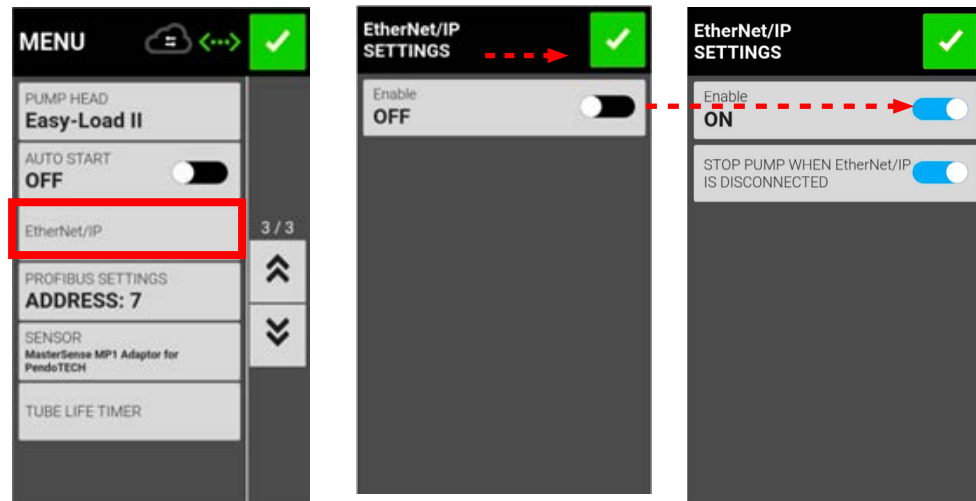 MENU
PUMP HEAD
Easy-Load II
AUTO START
OFF
EtherNet/IP
PROFIBUS SETTINGS
ADDRESS: 7
SENSOR
MasterSense MP1 Adaptor for
PendoTECH
TUBE LIFE TIMER
3 / 3
EtherNet/IP
SETTINGS
Enable
OFF
EtherNet/IP
SETTINGS
Enable
ON
STOP PUMP WHEN EtherNet/IP
IS DISCONNECTED